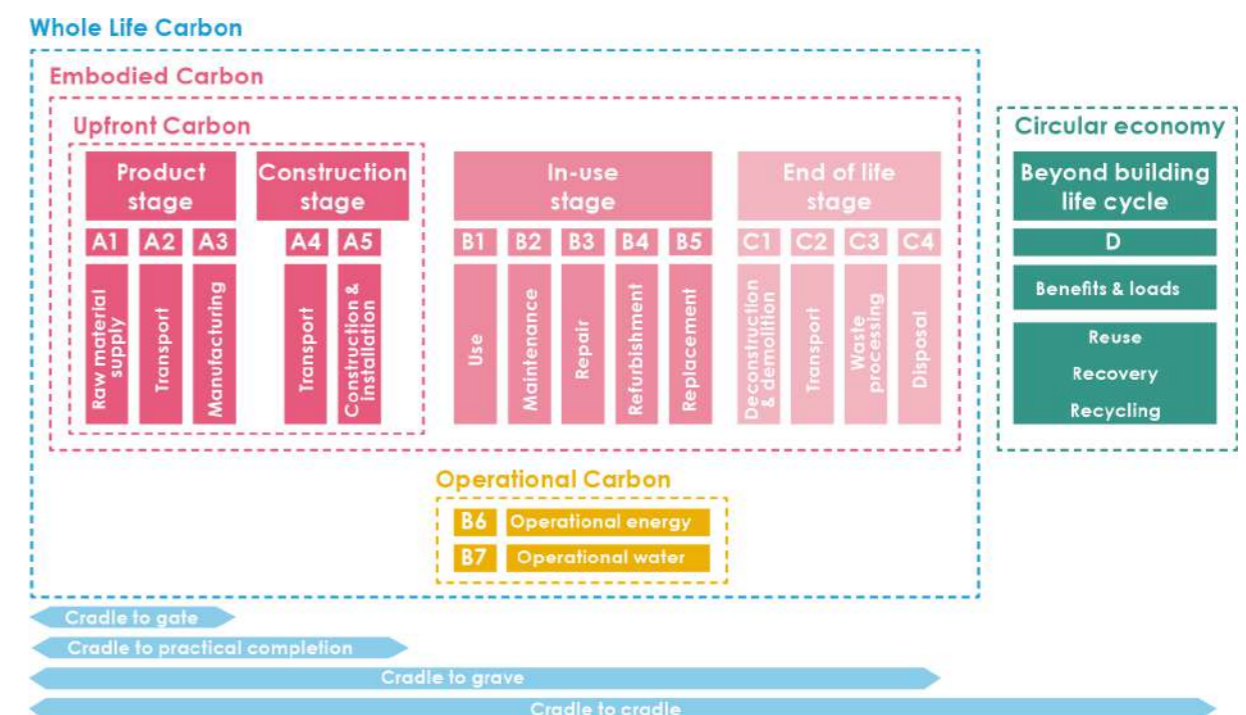 Whole Life Carbon
Embodied Carbon
Upfront Carbon
Circular economy
Product
stage
Construction
stage
In-use
stage
End of life
stage
Beyond building
life cycle
A1 A2 A3 A4 A5 B1 B2 B3 B4 B5 C1 C2 C3 C4 D
Raw material
supply
Transport
Manufacturing
Transport
Construction &
installation
Use
Maintenance
Repair
Refurbishment
Replacement
Deconstruction
& demolition
Transport
Waste
processing
Disposal
Benefits & loads
Reuse
Recovery
Recycling
Operational Carbon
B6 Operational energy
B7 Operational water
Cradle to gate
Cradle to practical completion
Cradle to grave
Cradle to cradle